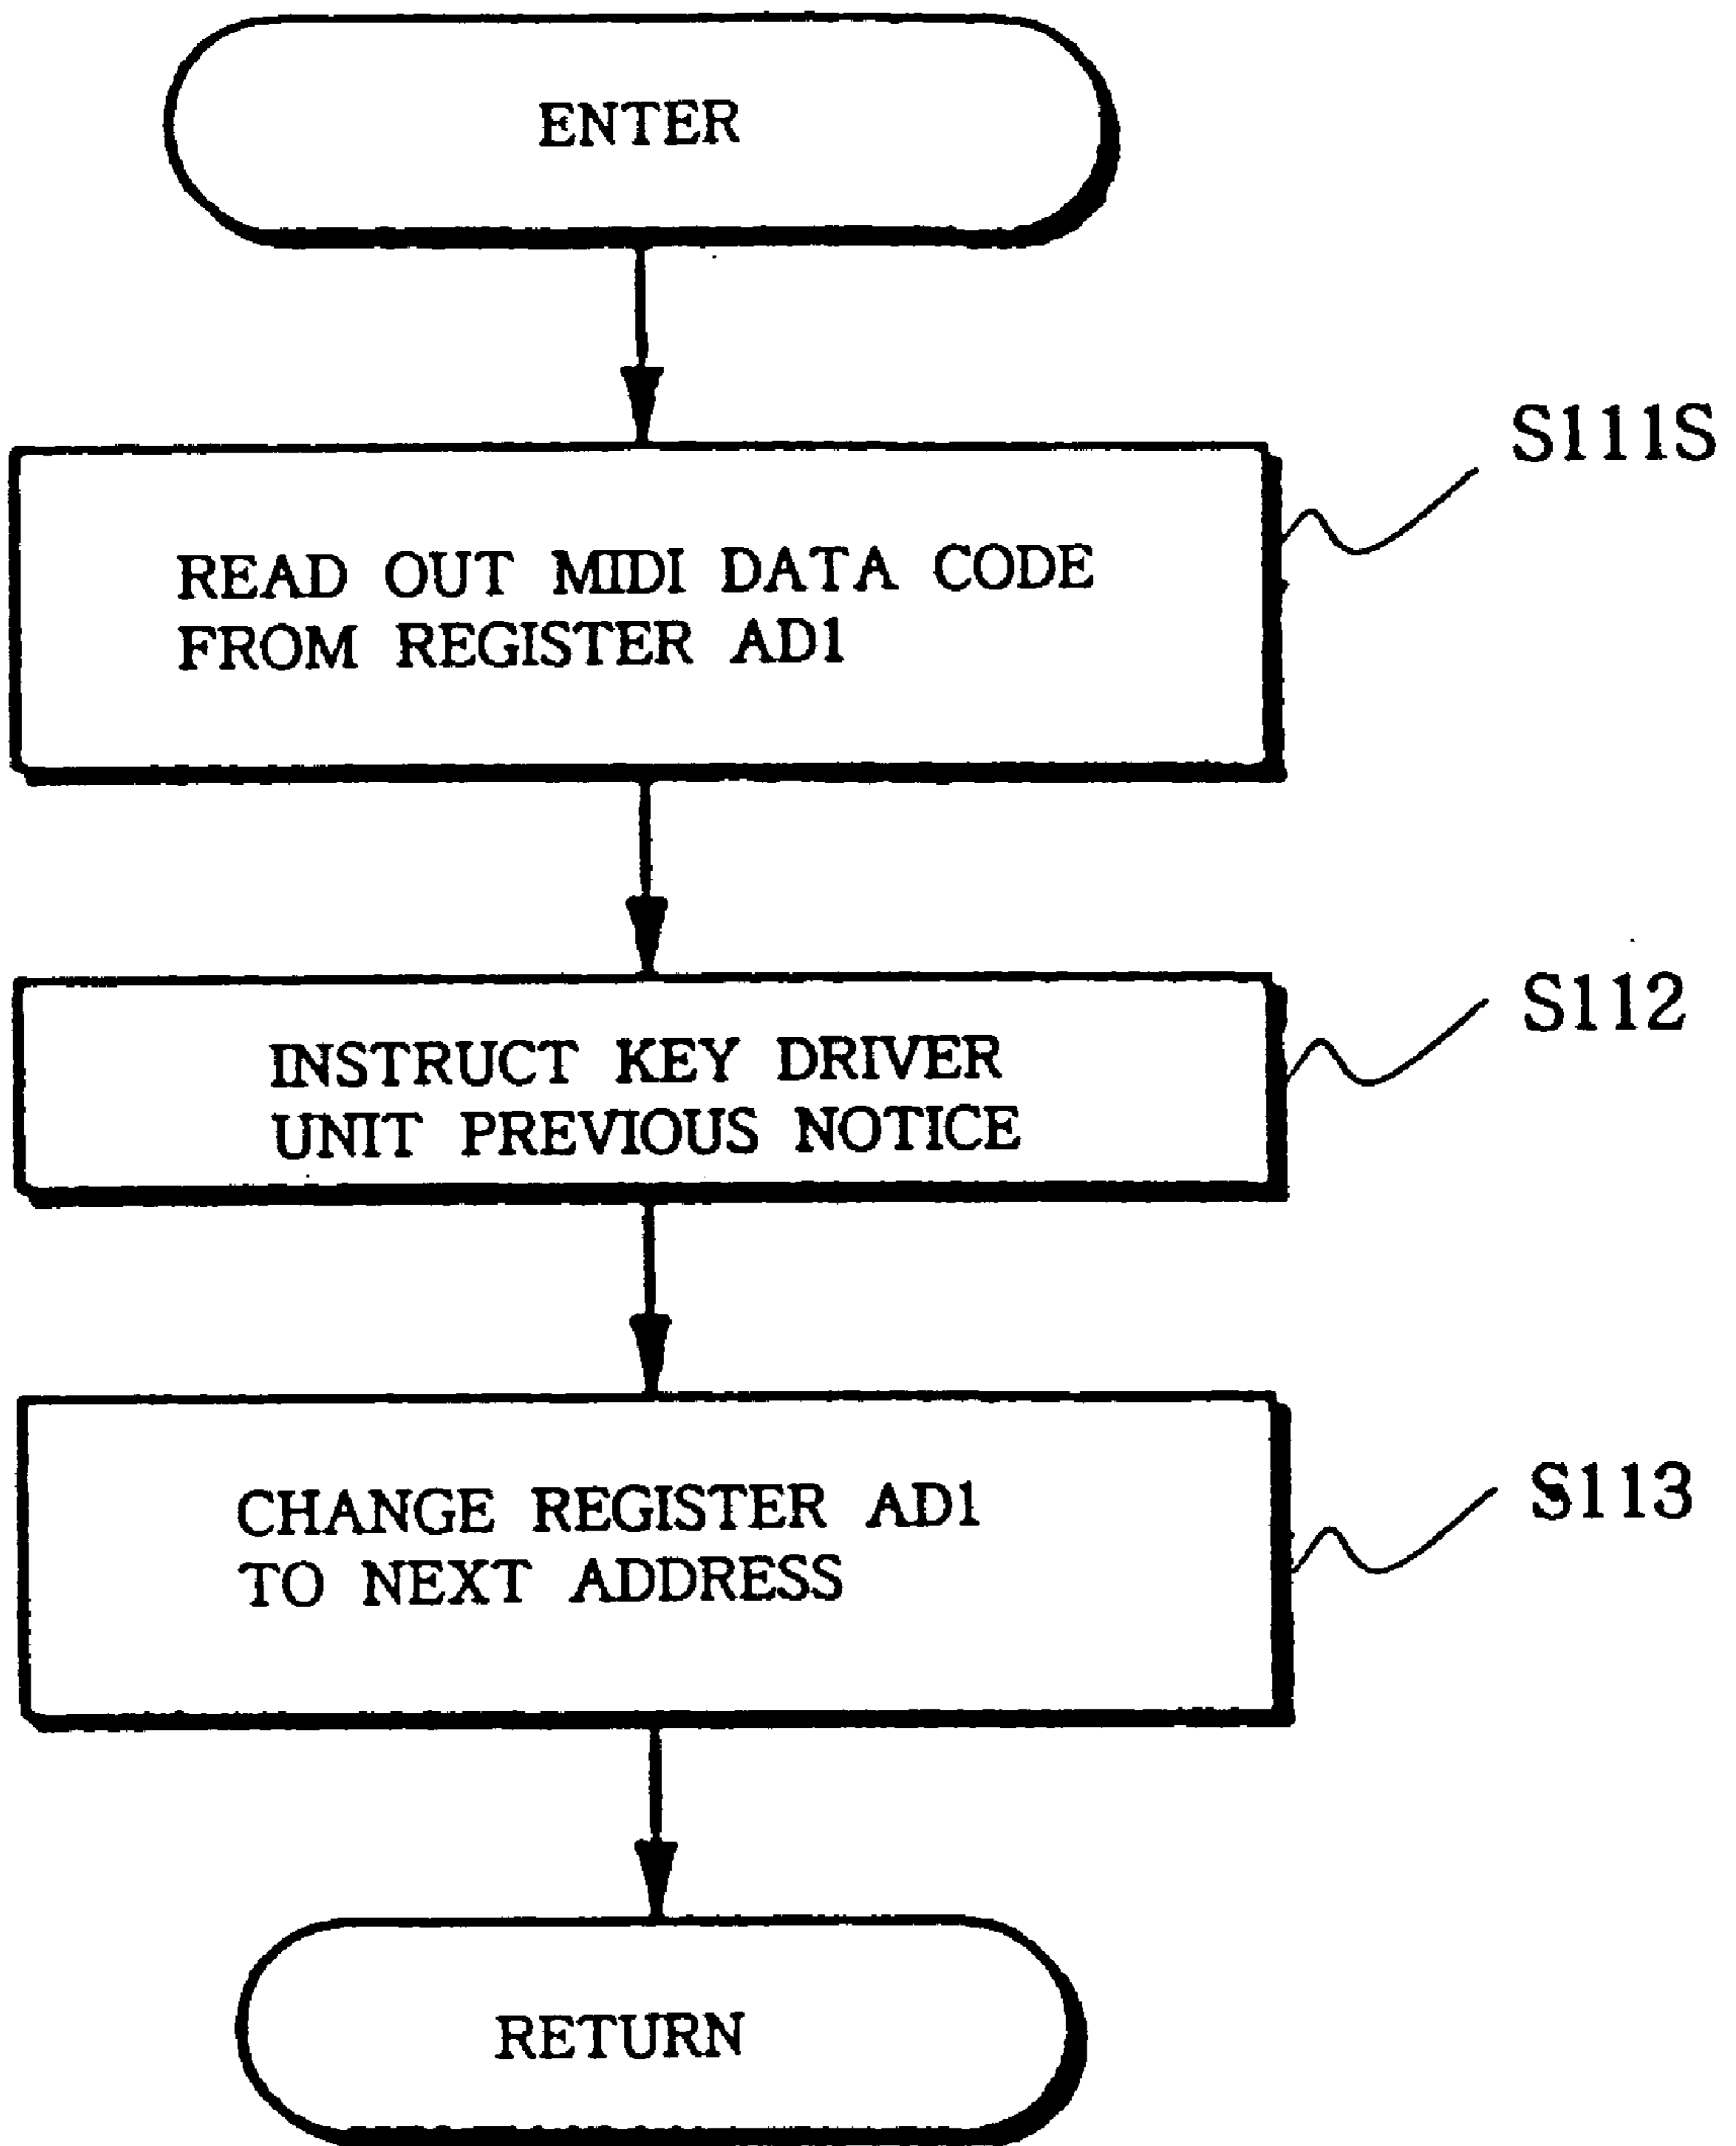 ENTER
S111S
READ OUT MIDI DATA CODE
FROM REGISTER AD1
S112
INSTRUCT KEY DRIVER
UNIT PREVIOUS NOTICE
S113
CHANGE REGISTER AD1
TO NEXT ADDRESS
RETURN